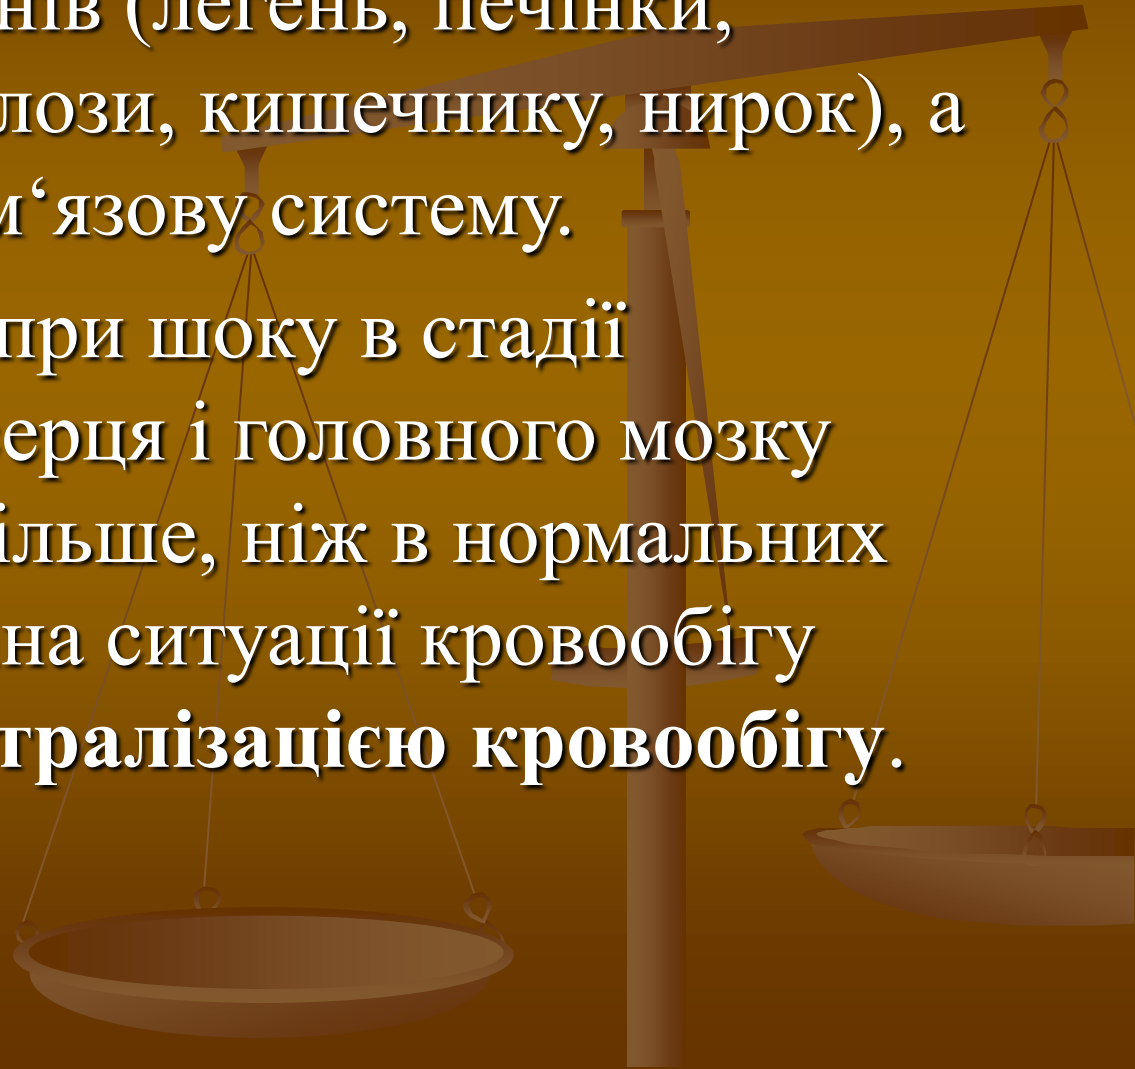 нів (легень, печінки,
лози, кишечнику, нирок), а
м‘язову систему.
при шоку в стадії
ерця і головного мозку
ільше, ніж в нормальних
на ситуації кровообігу
тралізацією кровообігу.